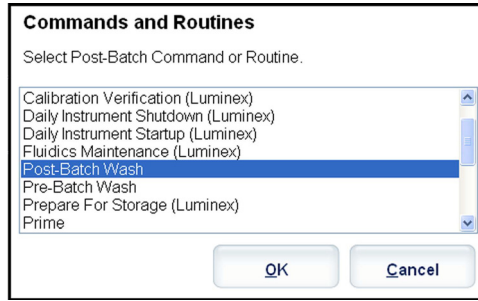 Commands and Routines
Select Post-Batch Command or Routine.
Calibration Verification (Luminex)
Daily Instrument Shutdown (Luminex)
Daily Instrument Startup (Luminex)
Fluidics Maintenance (Luminex)
Post-Batch Wash
Pre-Batch Wash
Prepare For Storage (Luminex)
Prime
OK
Cancel